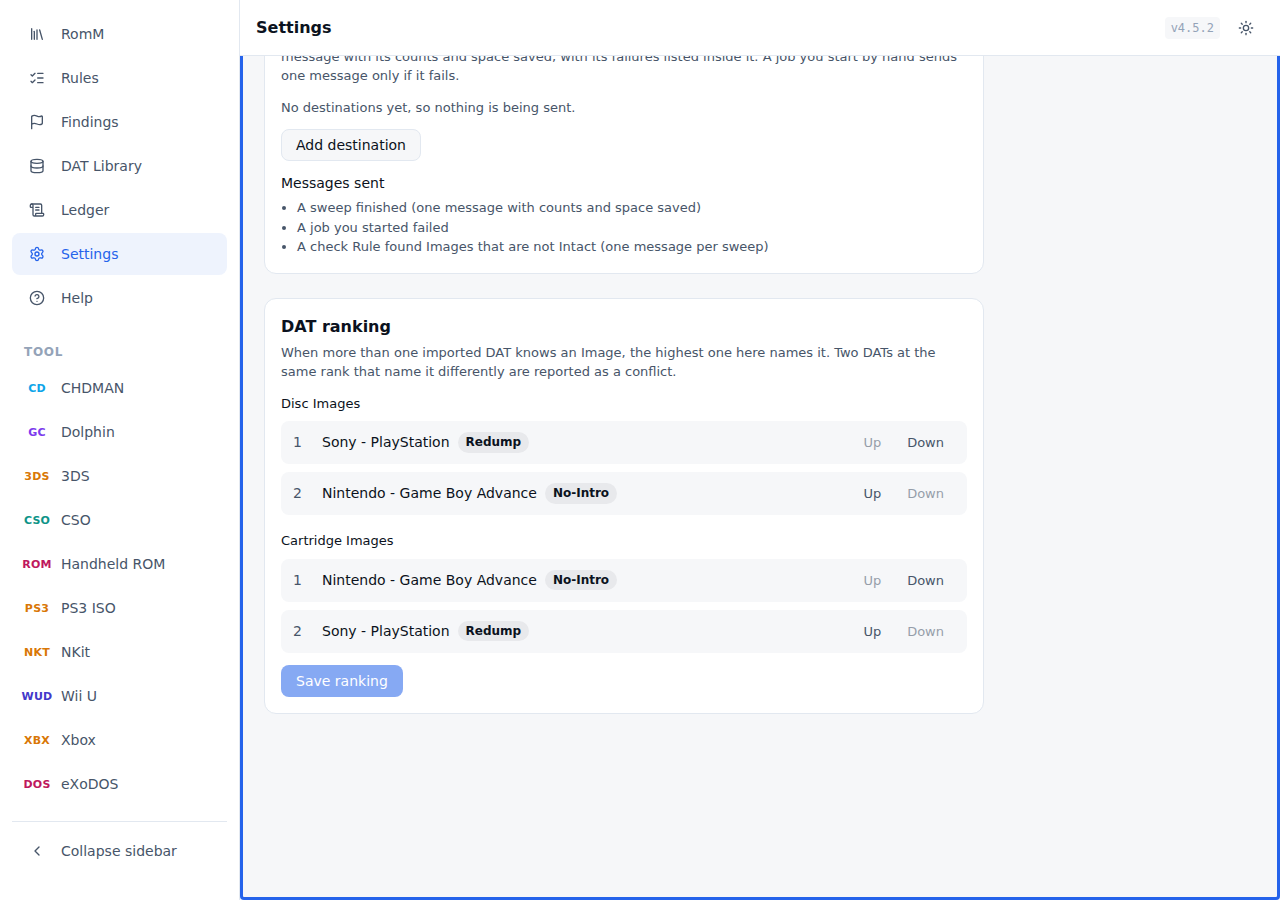 RomM
Rules
Findings
DAT Library
Ledger
Settings
Help
TOOL
CD CHDMAN
GC Dolphin
3DS 3DS
CSO CSO
ROM Handheld ROM
PS3 PS3 ISO
NKT NKit
WUD Wii U
XBX Xbox
DOS eXoDOS
Collapse sidebar
Settings
v4.5.2
message with its counts and space saved, with its failures listed inside it. A job you start by hand sends
one message only if it fails.
No destinations yet, so nothing is being sent.
Add destination
Messages sent
• A sweep finished (one message with counts and space saved)
• A job you started failed
• A check Rule found Images that are not Intact (one message per sweep)
DAT ranking
When more than one imported DAT knows an Image, the highest one here names it. Two DATs at the
same rank that name it differently are reported as a conflict.
Disc Images
1 Sony - PlayStation Redump Up Down
2 Nintendo - Game Boy Advance No-Intro Up Down
Cartridge Images
1 Nintendo - Game Boy Advance No-Intro Up Down
2 Sony - PlayStation Redump Up Down
Save ranking